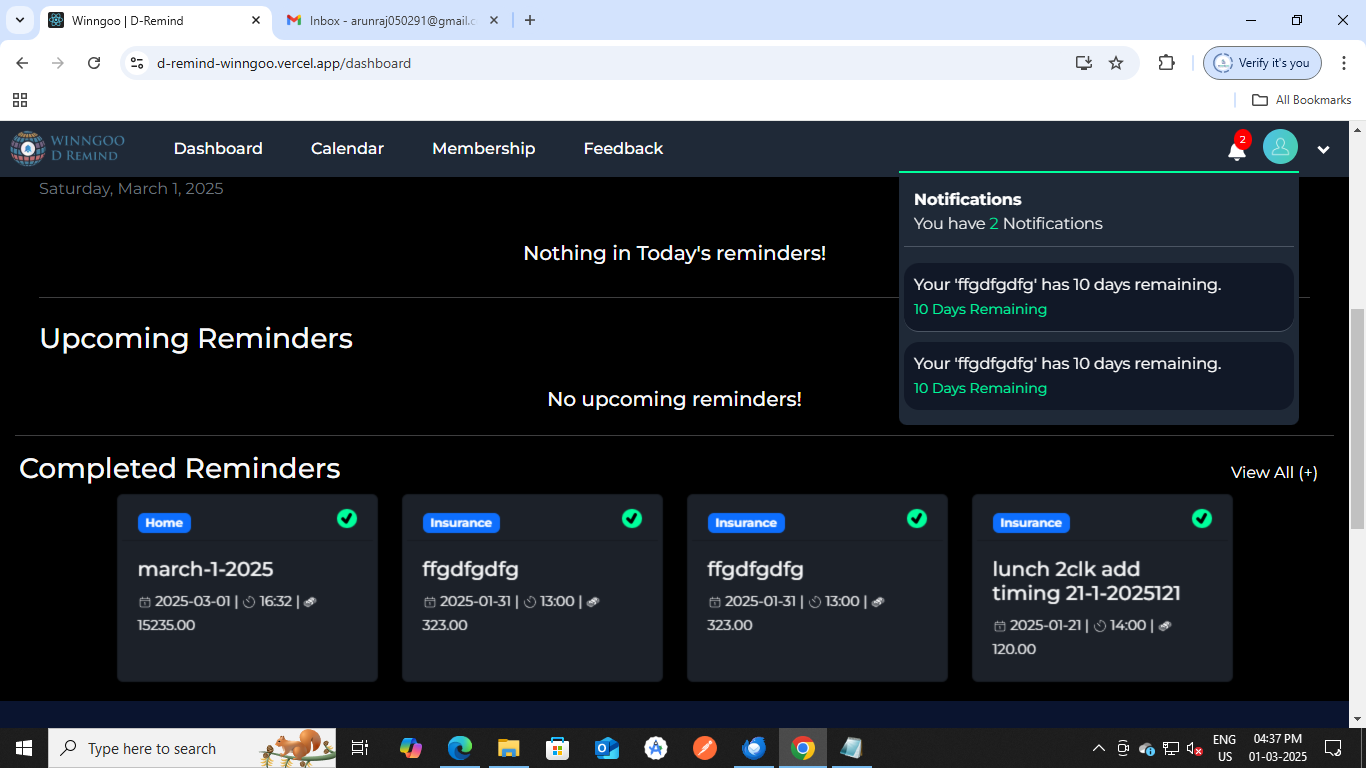 Winngoo | D-Remind
Inbox - arunraj050291@gmail.c
d-remind-winngoo.vercel.app/dashboard
Verify it's you
All Bookmarks
WINNGOO
D REMIND
Dashboard
Calendar
Membership
Feedback
2
Saturday, March 1, 2025
Notifications
You have 2 Notifications
Your 'ffgdfgdfg' has 10 days remaining.
10 Days Remaining
Your 'ffgdfgdfg' has 10 days remaining.
10 Days Remaining
Nothing in Today's reminders!
Upcoming Reminders
No upcoming reminders!
Completed Reminders
View All (+)
Home
march-1-2025
2025-03-01 | 16:32 |
15235.00
Insurance
ffgdfgdfg
2025-01-31 | 13:00 |
323.00
Insurance
ffgdfgdfg
2025-01-31 | 13:00 |
323.00
Insurance
lunch 2clk add
timing 21-1-2025121
2025-01-21 | 14:00 |
120.00
Type here to search
ENG
US
04:37 PM
01-03-2025